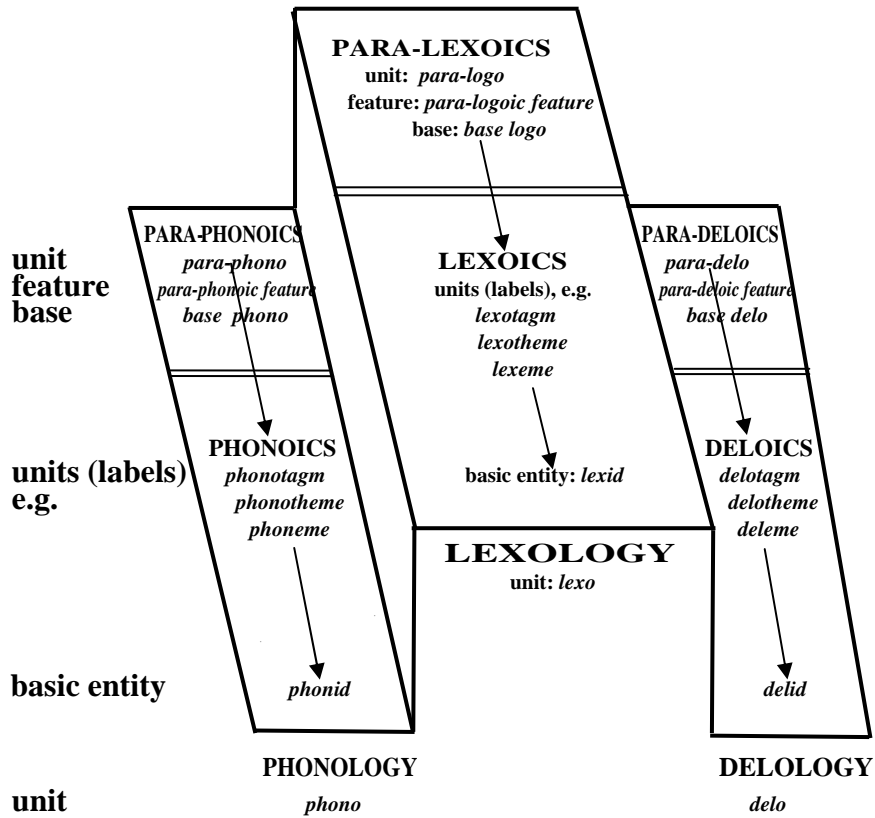 PARA-LEXOICS
unit: para-logo
feature: para-logoic feature
base: base logo
PARA-PHONOICS
para-phono
para-phonoic feature
base phono
unit
feature
base
LEXOICS
units (labels), e.g.
lexotagm
lexotheme
lexeme
basic entity: lexid
PARA-DELOICS
para-delo
para-deloic feature
base delo
units (labels)
e.g.
PHONOICS
phonotagm
phonotheme
phoneme
DELOICS
delotagm
delotheme
deleme
LEXOLOGY
unit: lexo
basic entity
phonid
delid
PHONOLOGY
DELOLOGY
unit
phono
delo